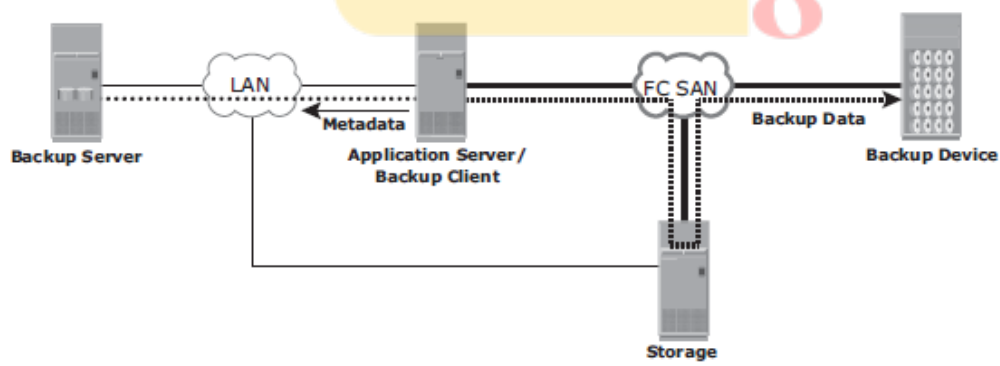 LAN
FC SAN
Metadata
Backup Data
Backup Server
Application Server/
Backup Client
Backup Device
Storage